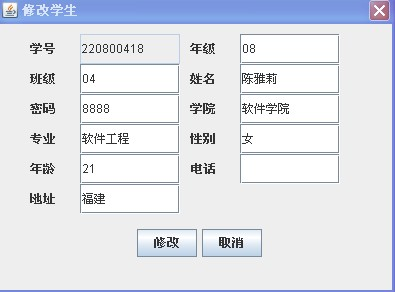 修改学生
学号 220800418 年级 08
班级 04 姓名 陈雅莉
密码 8888 学院 软件学院
专业 软件工程 性别 女
年龄 21 电话
地址 福建
修改 取消